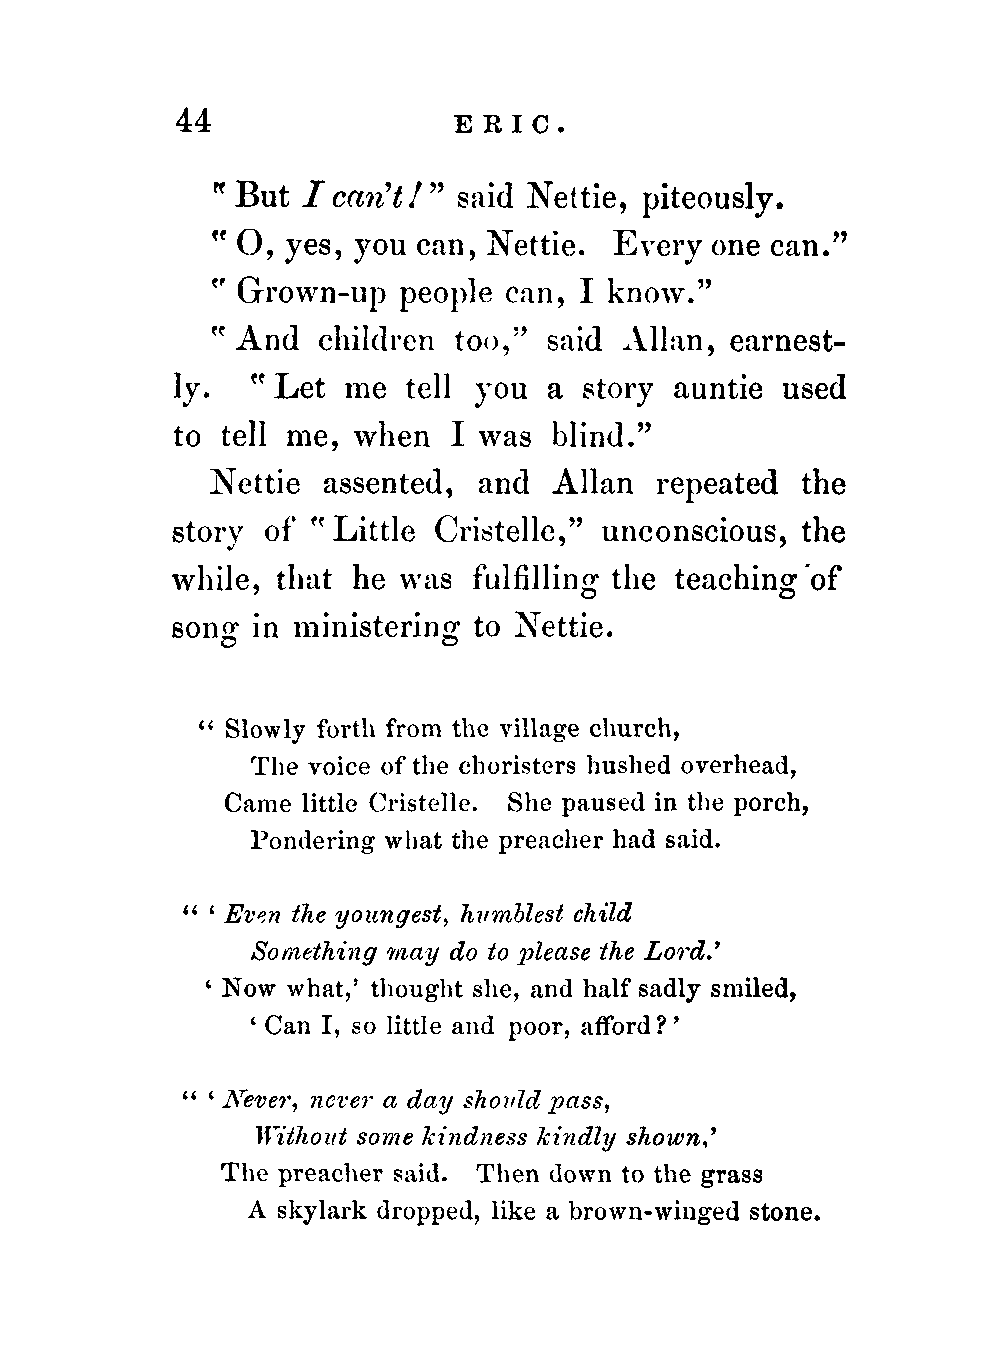 44 ERIC.
"But I can't!" said Nettie, piteously.
"O, yes, you can, Nettie. Every one can."
"Grown-up people can, I know."
"And children too," said Allan, earnest-
ly. "Let me tell you a story auntie used
to tell me, when I was blind."
Nettie assented, and Allan repeated the
story of "Little Cristelle," unconscious, the
while, that he was fulfilling the teaching of
song in ministering to Nettie.
"Slowly forth from the village church,
The voice of the choristers hushed overhead,
Came little Cristelle. She paused in the porch,
Pondering what the preacher had said.
"'Even the youngest, humblest child
Something may do to please the Lord.'
'Now what,' thought she, and half sadly smiled,
'Can I, so little and poor, afford?'
"'Never, never a day should pass,
Without some kindness kindly shown,'
The preacher said. Then down to the grass
A skylark dropped, like a brown-winged stone.